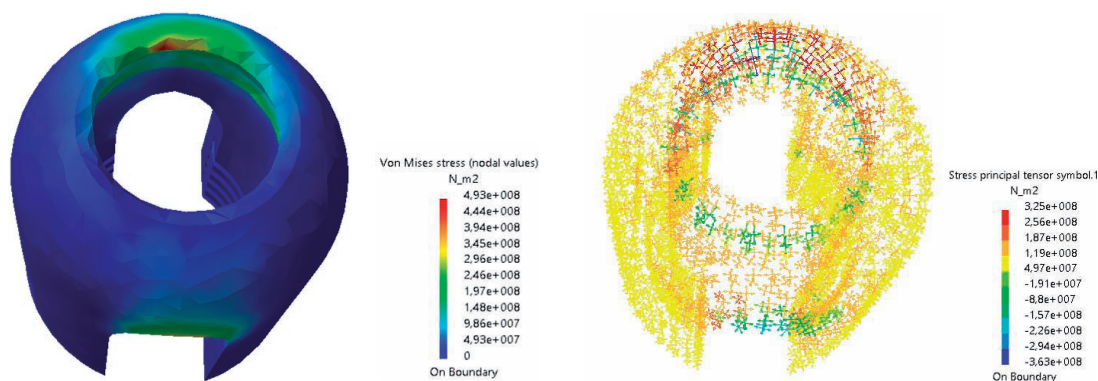 Von Mises stress (nodal values)
N_m2
4,93e+008
4,44e+008
3,94e+008
3,45e+008
2,96e+008
2,46e+008
1,97e+008
1,48e+008
9,86e+007
4,93e+007
0
On Boundary
Stress principal tensor symbol.1
N_m2
3,25e+008
2,56e+008
1,87e+008
1,19e+008
4,97e+007
-1,91e+007
-8,8e+007
-1,57e+008
-2,26e+008
-2,94e+008
-3,63e+008
On Boundary